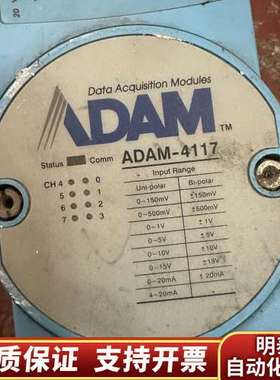 Data Acquisition Modules
ADAM™
Status Comm
ADAM-4117
CH 4 0
5 1
6 2
7 3
Input Range
Uni-polar Bi-polar
0~150mV ±150mV
0~500mV ±500mV
0~1V ±1V
0~5V ±5V
0~10V ±10V
0~15V ±15V
0~20mA ±20mA
4~20mA
质保证 支持开票
明泰
自动化